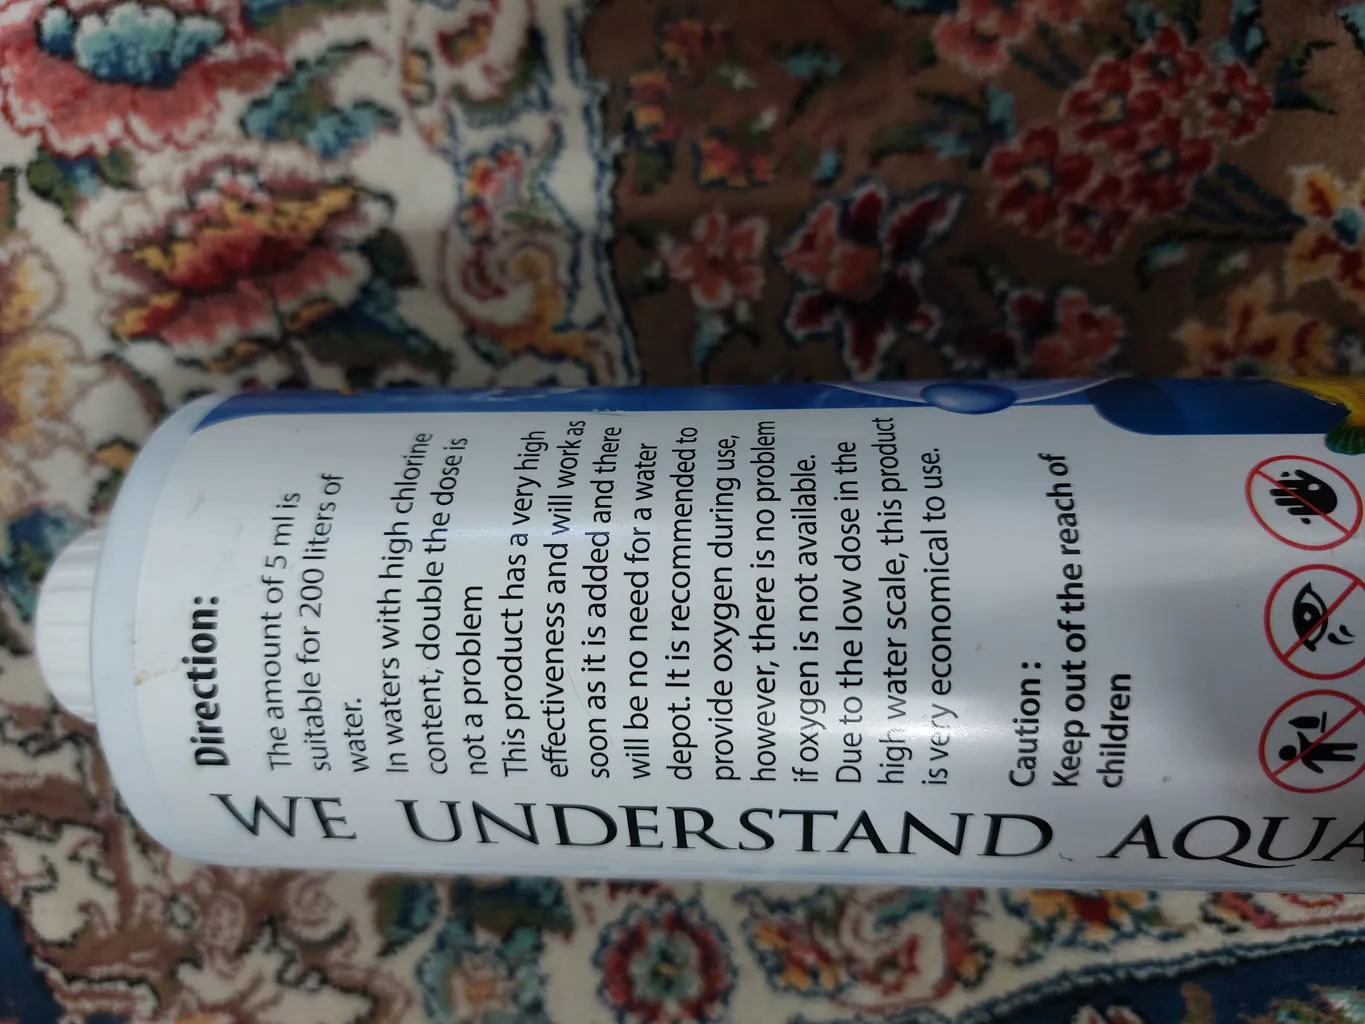 Direction:
The amount of 5 ml is
suitable for 200 liters of
water.
In waters with high chlorine
content, double the dose is
not a problem
This product has a very high
effectiveness and will work as
soon as it is added and there
will be no need for a water
depot. It is recommended to
provide oxygen during use,
however, there is no problem
if oxygen is not available.
Due to the low dose in the
high water scale, this product
is very economical to use.
Caution :
Keep out of the reach of
children
WE UNDERSTAND AQUA